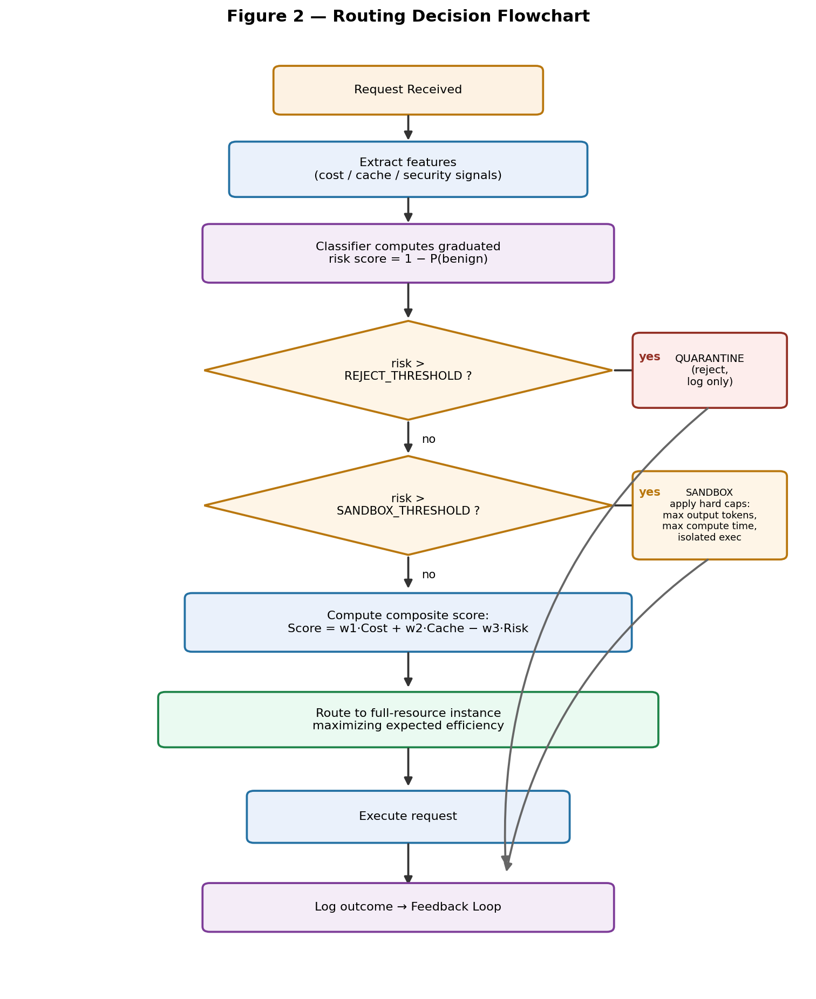 Figure 2 — Routing Decision Flowchart
Request Received
Extract features
(cost / cache / security signals)
Classifier computes graduated
risk score = 1 − P(benign)
risk >
REJECT_THRESHOLD ?
yes
QUARANTINE
(reject,
log only)
no
risk >
SANDBOX_THRESHOLD ?
yes
SANDBOX
apply hard caps:
max output tokens,
max compute time,
isolated exec
no
Compute composite score:
Score = w1·Cost + w2·Cache − w3·Risk
Route to full-resource instance
maximizing expected efficiency
Execute request
Log outcome → Feedback Loop